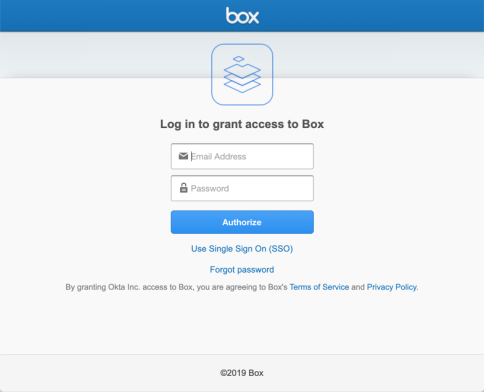 box
Log in to grant access to Box
Email Address
Password
Authorize
Use Single Sign On (SSO)
Forgot password
By granting Okta Inc. access to Box, you are agreeing to Box's Terms of Service and Privacy Policy.
©2019 Box